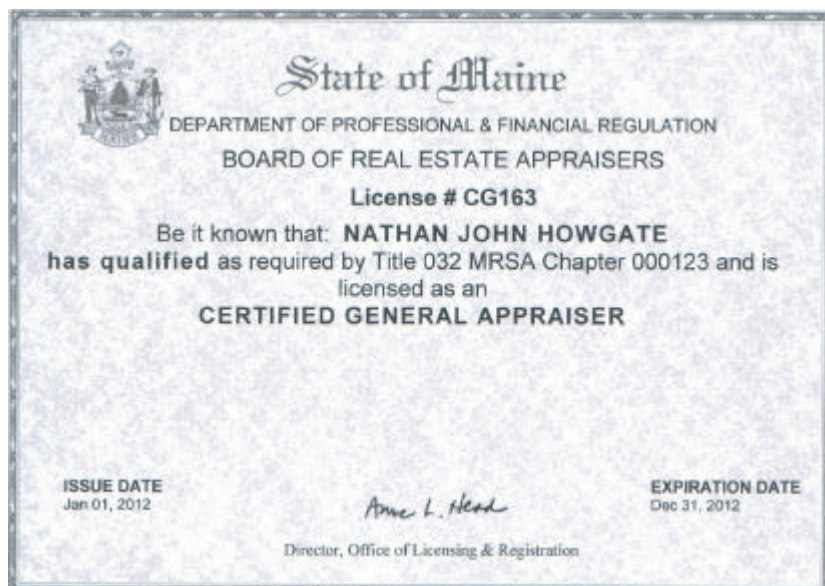 State of Maine
DEPARTMENT OF PROFESSIONAL & FINANCIAL REGULATION
BOARD OF REAL ESTATE APPRAISERS
License # CG163
Be it known that: NATHAN JOHN HOWGATE
has qualified as required by Title 032 MRSA Chapter 000123 and is
licensed as an
CERTIFIED GENERAL APPRAISER
ISSUE DATE
Jan 01, 2012
Anne L. Head
EXPIRATION DATE
Dec 31, 2012
Director, Office of Licensing & Registration